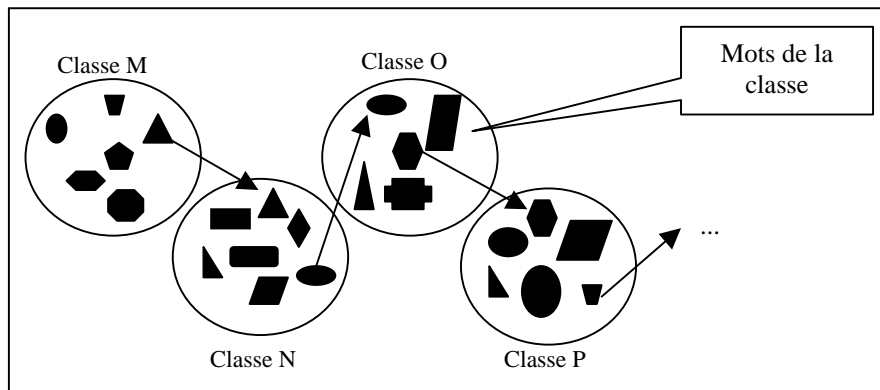 Classe M
Classe O
Mots de la
classe
...
Classe N
Classe P